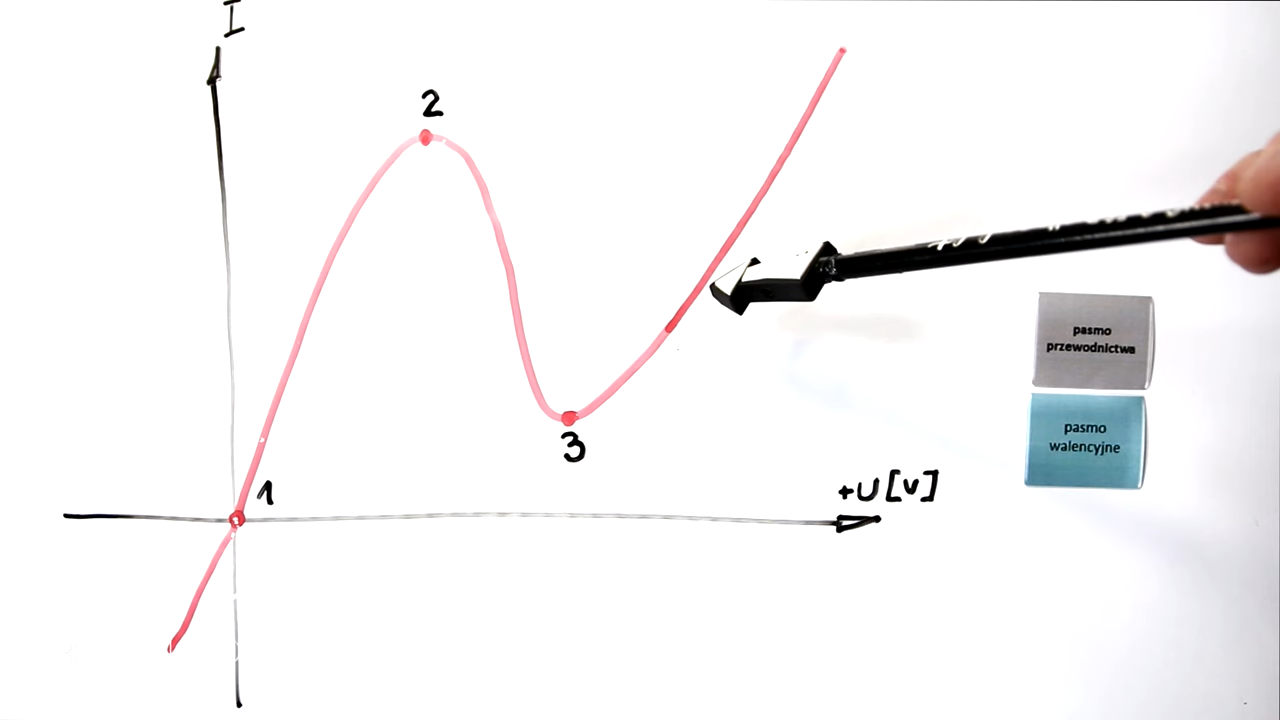 I
2
1
3
+U [V]
pasmo
przewodnictwa
pasmo
walencyjne